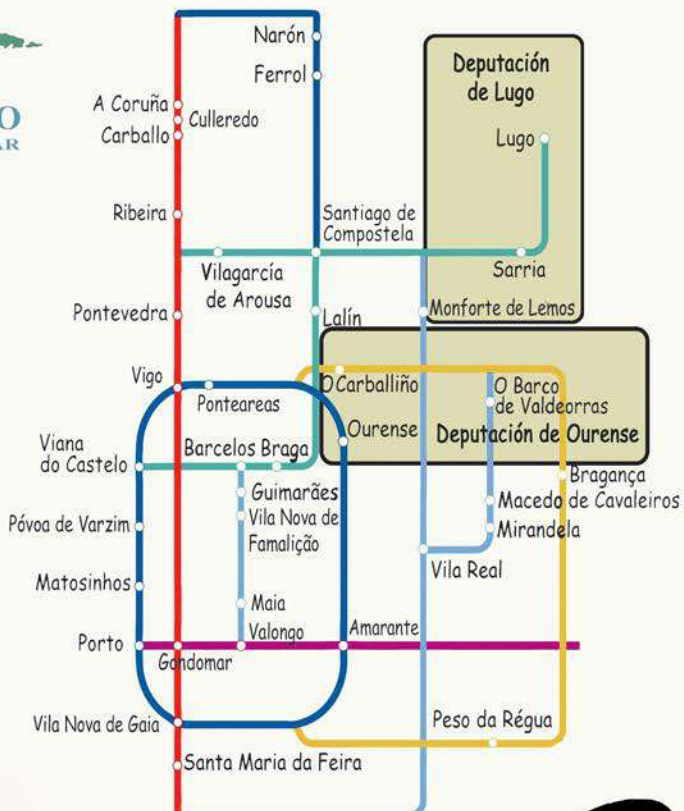 Narón
Ferrol
Deputación
de Lugo
O
AR
A Coruña
Culleredo
Carballo
Lugo
Ribeira
Santiago de
Compostela
Vilagarcía
de Arousa
Sarria
Pontevedra
Lalín
Monforte de Lemos
Vigo
Ponteareas
O Carballiño
O Barco
de Valdeorras
Ourense
Deputación de Ourense
Viana
do Castelo
Barcelos
Braga
Bragança
Guimarães
Macedo de Cavaleiros
Póvoa de Varzim
Vila Nova de
Famalição
Mirandela
Vila Real
Matosinhos
Maia
Valongo
Amarante
Porto
Gondomar
Vila Nova de Gaia
Peso da Régua
Santa Maria da Feira